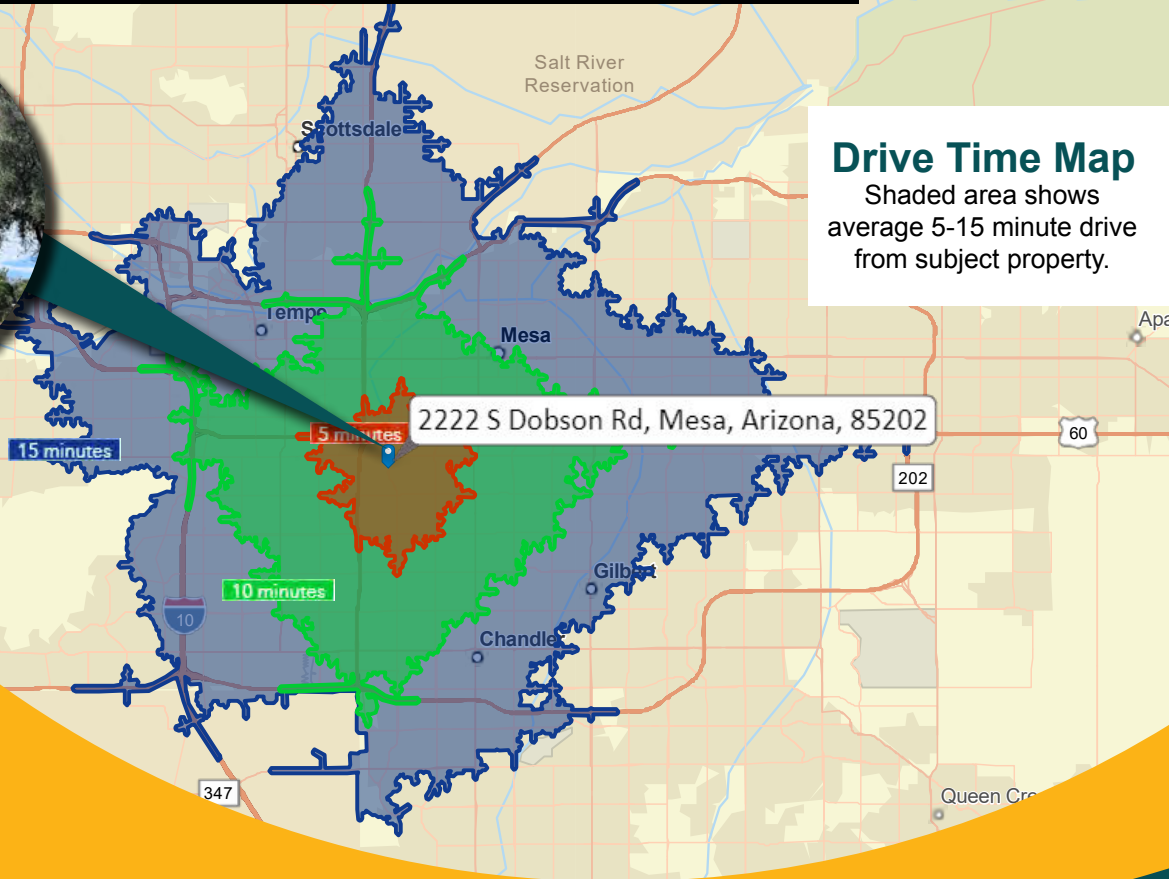 Salt River
Reservation
Scottsdale
Drive Time Map
Shaded area shows
average 5-15 minute drive
from subject property.
Tempe
Mesa
Apa
2222 S Dobson Rd, Mesa, Arizona, 85202
5 minutes
60
15 minutes
202
Gilbert
10 minutes
10
Chandler
347
Queen Cre